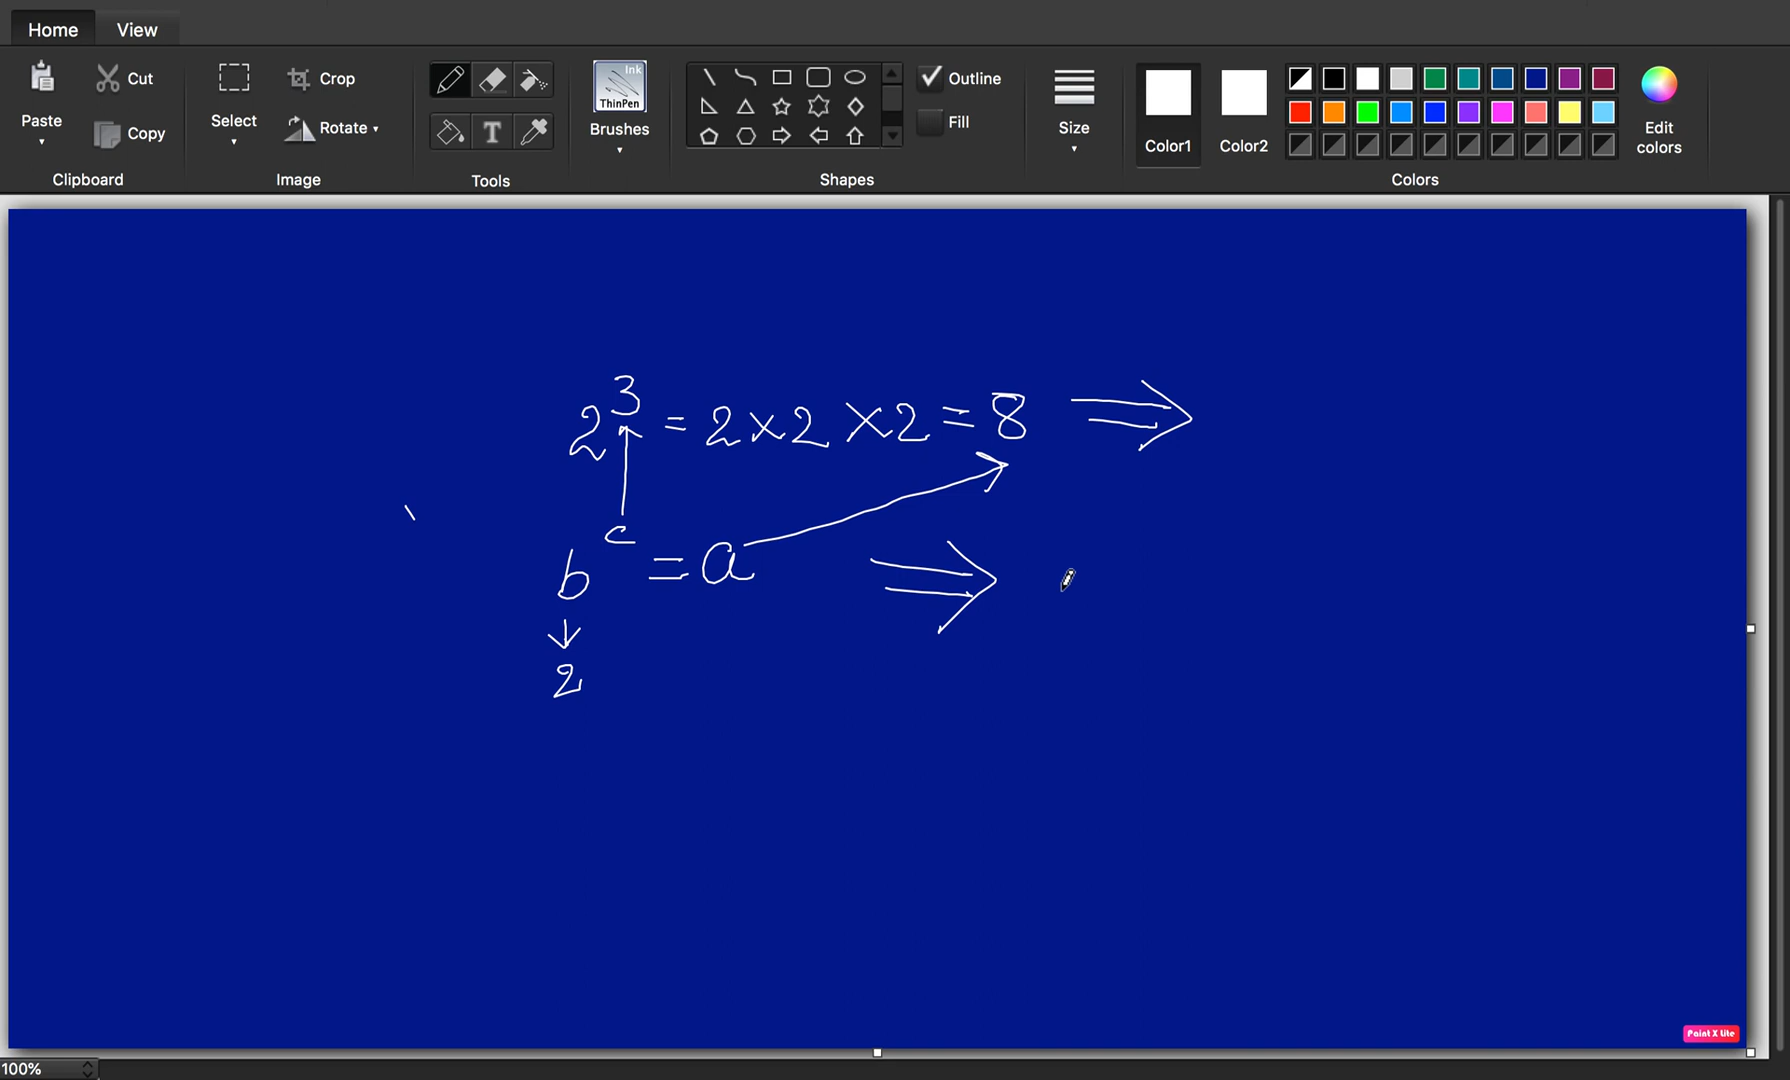 Home View
Paste Cut Copy Clipboard
Select Crop Rotate Image
Tools
Ink ThinPen Brushes
Outline Fill Shapes
Size
Color1 Color2 Edit colors Colors
2³ = 2 × 2 × 2 = 8 ⇒
↑
b^c = a ⇒
↓
2
Paint X Lite
100%